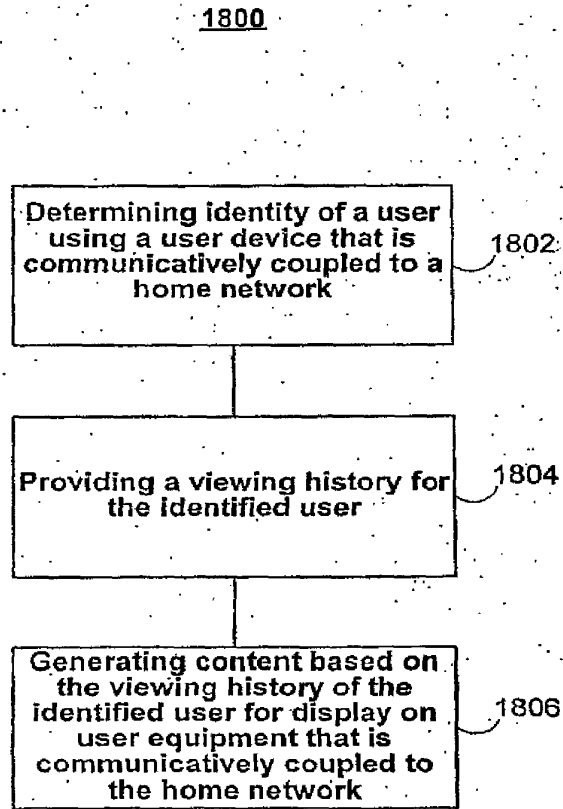 1800
Determining identity of a user
using a user device that is
communicatively coupled to a
home network
1802
Providing a viewing history for
the identified user
1804
Generating content based on
the viewing history of the
identified user for display on
user equipment that is
communicatively coupled to
the home network
1806